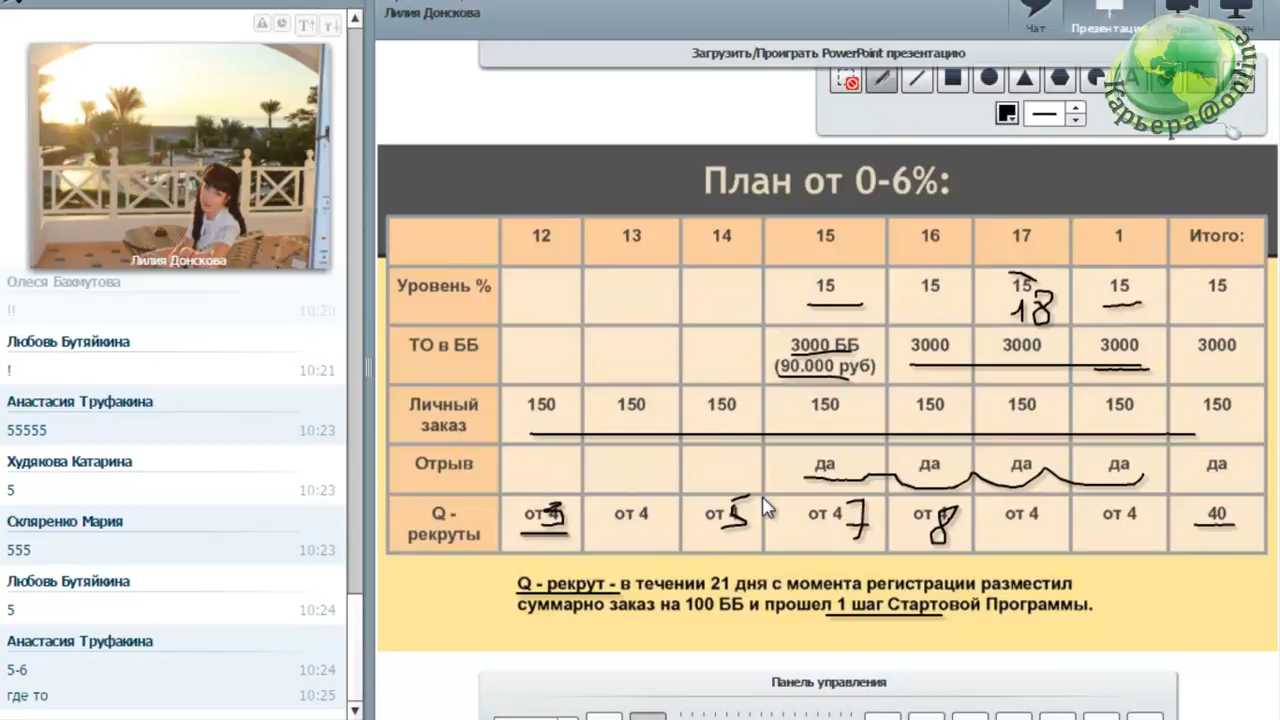 T↑ T↓
Лилия Донскова
Олеся Бахмутова
!! 10:20
Любовь Бутяйкина
! 10:21
Анастасия Труфакина
55555 10:23
Худякова Катарина
5 10:23
Скляренко Мария
555 10:23
Любовь Бутяйкина
5 10:24
Анастасия Труфакина
5-6 10:24
где то 10:25
Лилия Донскова
Чат
Презентаци
Карьера@online
Загрузить/Проиграть PowerPoint презентацию
План от 0-6%:
12 13 14 15 16 17 1 Итого:
Уровень % 15 15 15 15 15
18
ТО в ББ 3000 ББ 3000 3000 3000 3000
(90.000 руб)
Личный 150 150 150 150 150 150 150 150
заказ
Отрыв да да да да да
Q - от 4 3 от 4 от 5 от 4 7 от 4 8 от 4 от 4 40
рекруты
Q - рекрут - в течении 21 дня с момента регистрации разместил
суммарно заказ на 100 ББ и прошел 1 шаг Стартовой Программы.
Панель управления